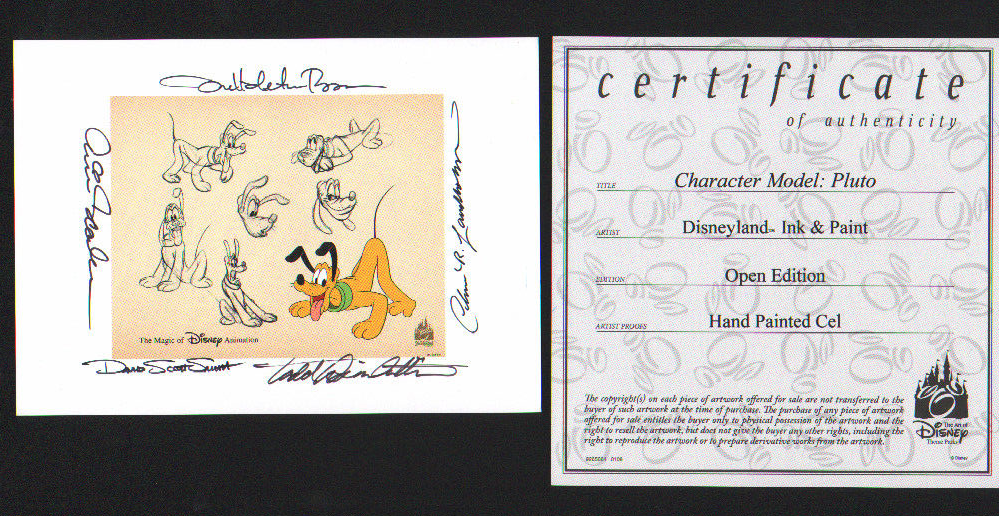 The Magic of Disney Animation
David Scott Smith
certificate
of authenticity
TITLE Character Model: Pluto
ARTIST Disneyland™ Ink & Paint
EDITION Open Edition
ARTIST PROOFS Hand Painted Cel
The copyright(s) on each piece of artwork offered for sale are not transferred to the
buyer of such artwork at the time of purchase. The purchase of any piece of artwork
offered for sale entitles the buyer only to physical possession of the artwork and the
right to resell the artwork, but does not give the buyer any other rights, including the
right to reproduce the artwork or to prepare derivative works from the artwork.
The Art of
Disney
Theme Parks
© Disney